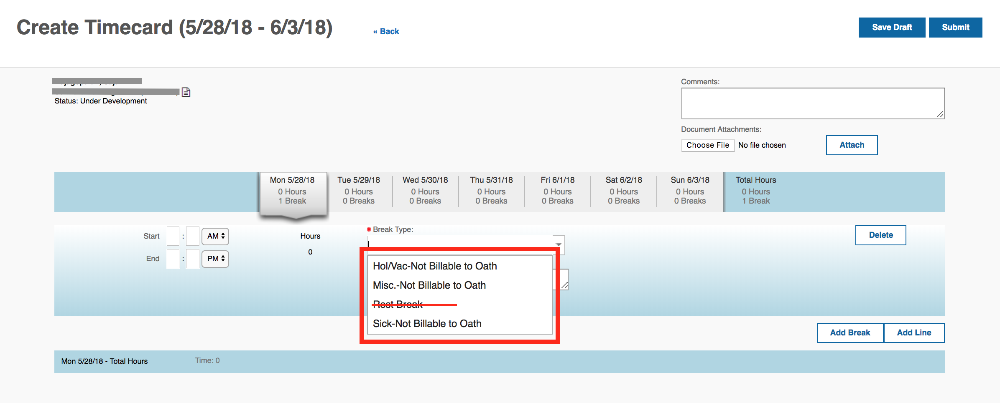 Create Timecard (5/28/18 - 6/3/18)
« Back
Save Draft
Submit
Status: Under Development
Comments:
Document Attachments:
Choose File No file chosen
Attach
Mon 5/28/18
0 Hours
1 Break
Tue 5/29/18
0 Hours
0 Breaks
Wed 5/30/18
0 Hours
0 Breaks
Thu 5/31/18
0 Hours
0 Breaks
Fri 6/1/18
0 Hours
0 Breaks
Sat 6/2/18
0 Hours
0 Breaks
Sun 6/3/18
0 Hours
0 Breaks
Total Hours
0 Hours
1 Break
Start : AM
End : PM
Hours
0
Break Type:
Hol/Vac-Not Billable to Oath
Misc.-Not Billable to Oath
Rest Break
Sick-Not Billable to Oath
Delete
Add Break
Add Line
Mon 5/28/18 - Total Hours
Time: 0